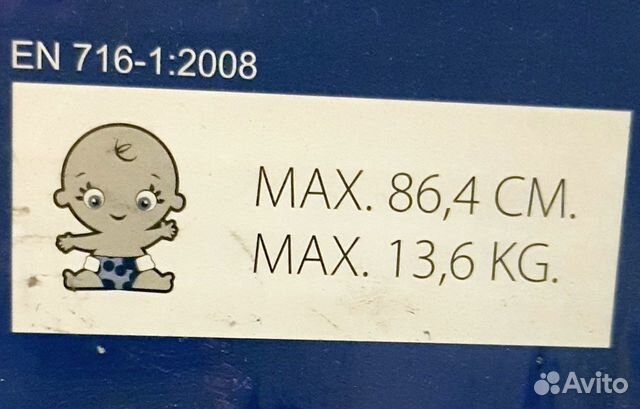 EN 716-1:2008
MAX. 86,4 CM.
MAX. 13,6 KG.
Avito